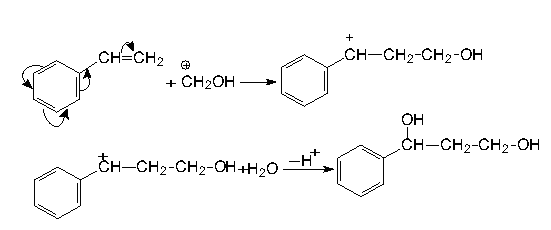 CH=CH₂ + ⊕CH₂OH → +CH—CH₂—CH₂-OH
+CH—CH₂-CH₂-OH+H₂O −H⁺ → OH
CH—CH₂-CH₂-OH